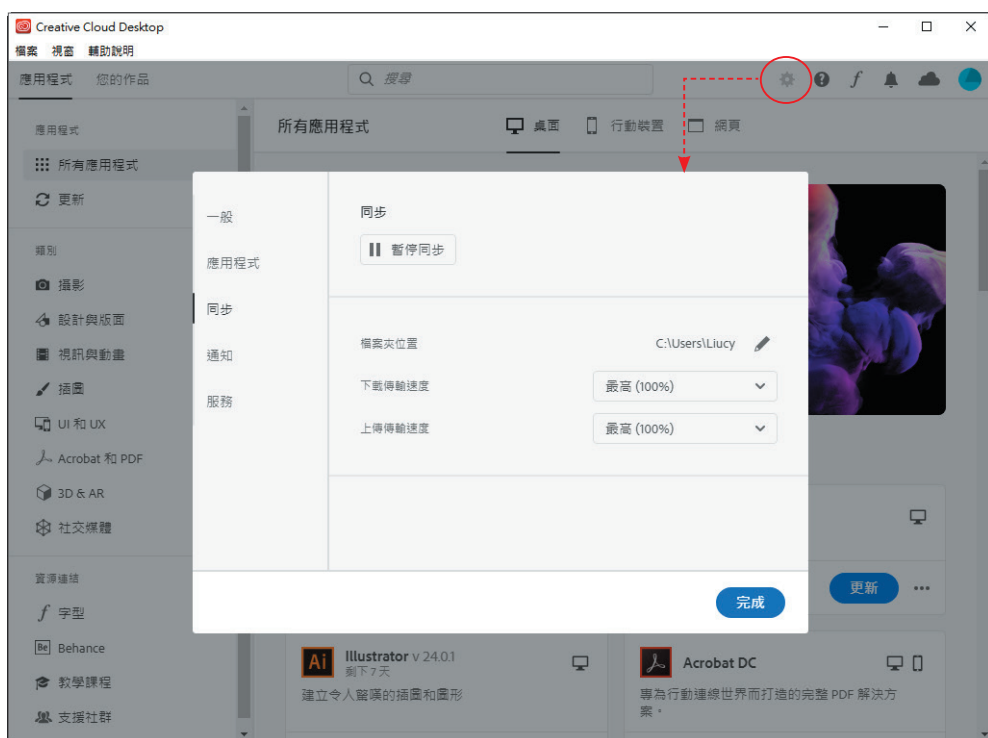 Creative Cloud Desktop
檔案 視窗 輔助說明
應用程式 您的作品 搜尋
應用程式
所有應用程式
更新
類別
攝影
設計與版面
視訊與動畫
插圖
UI 和 UX
Acrobat 和 PDF
3D & AR
社交媒體
資源連結
字型
Be Behance
教學課程
支援社群
所有應用程式 桌面 行動裝置 網頁
一般
應用程式
同步
通知
服務
同步
暫停同步
檔案夾位置 C:\Users\Liucy
下載傳輸速度 最高 (100%)
上傳傳輸速度 最高 (100%)
完成
更新
Ai Illustrator v 24.0.1
剩下 7 天
建立令人驚嘆的插圖和圖形
Acrobat DC
專為行動連線世界而打造的完整 PDF 解決方
案。